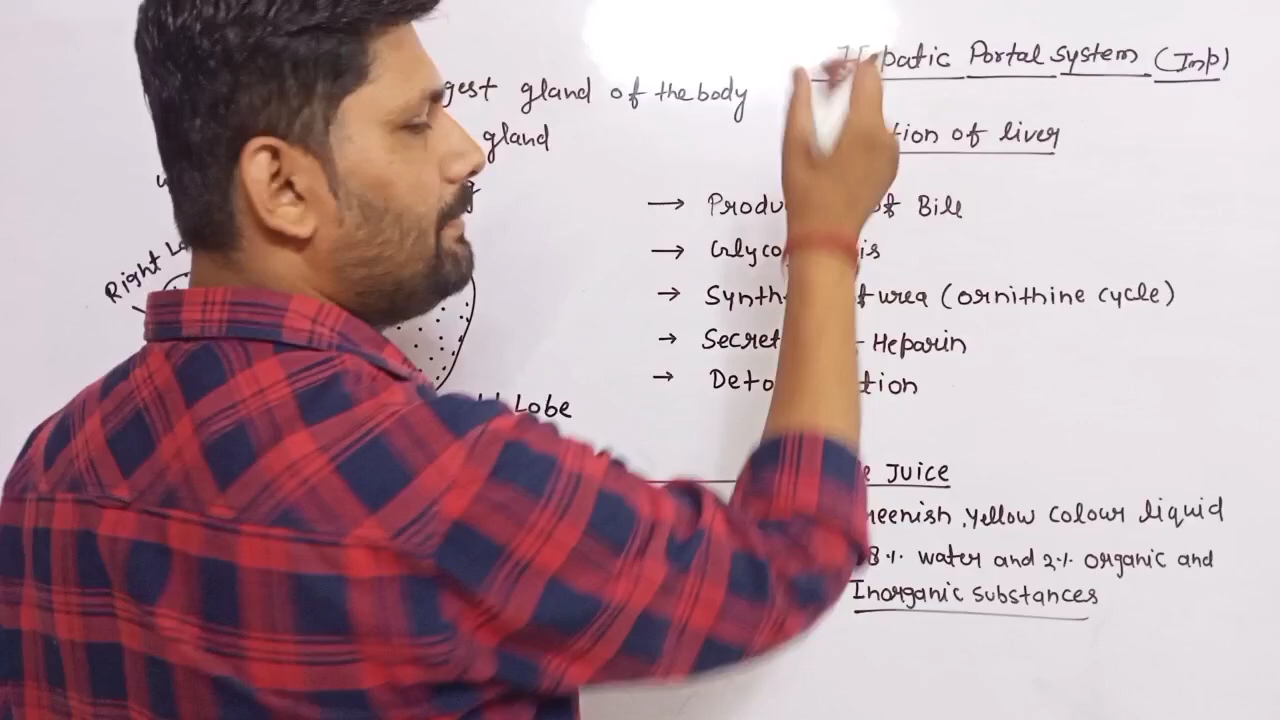 gest gland of the body
gland
Right L
Lobe
Hepatic Portal system (Imp)
tion of liver
→ Produ of Bile
→ Glyco is
→ Synth f urea (ornithine cycle)
→ Secret - Heparin
→ Deto tion
Juice
reenish, yellow colour liquid
8% water and 2% organic and
Inorganic substances